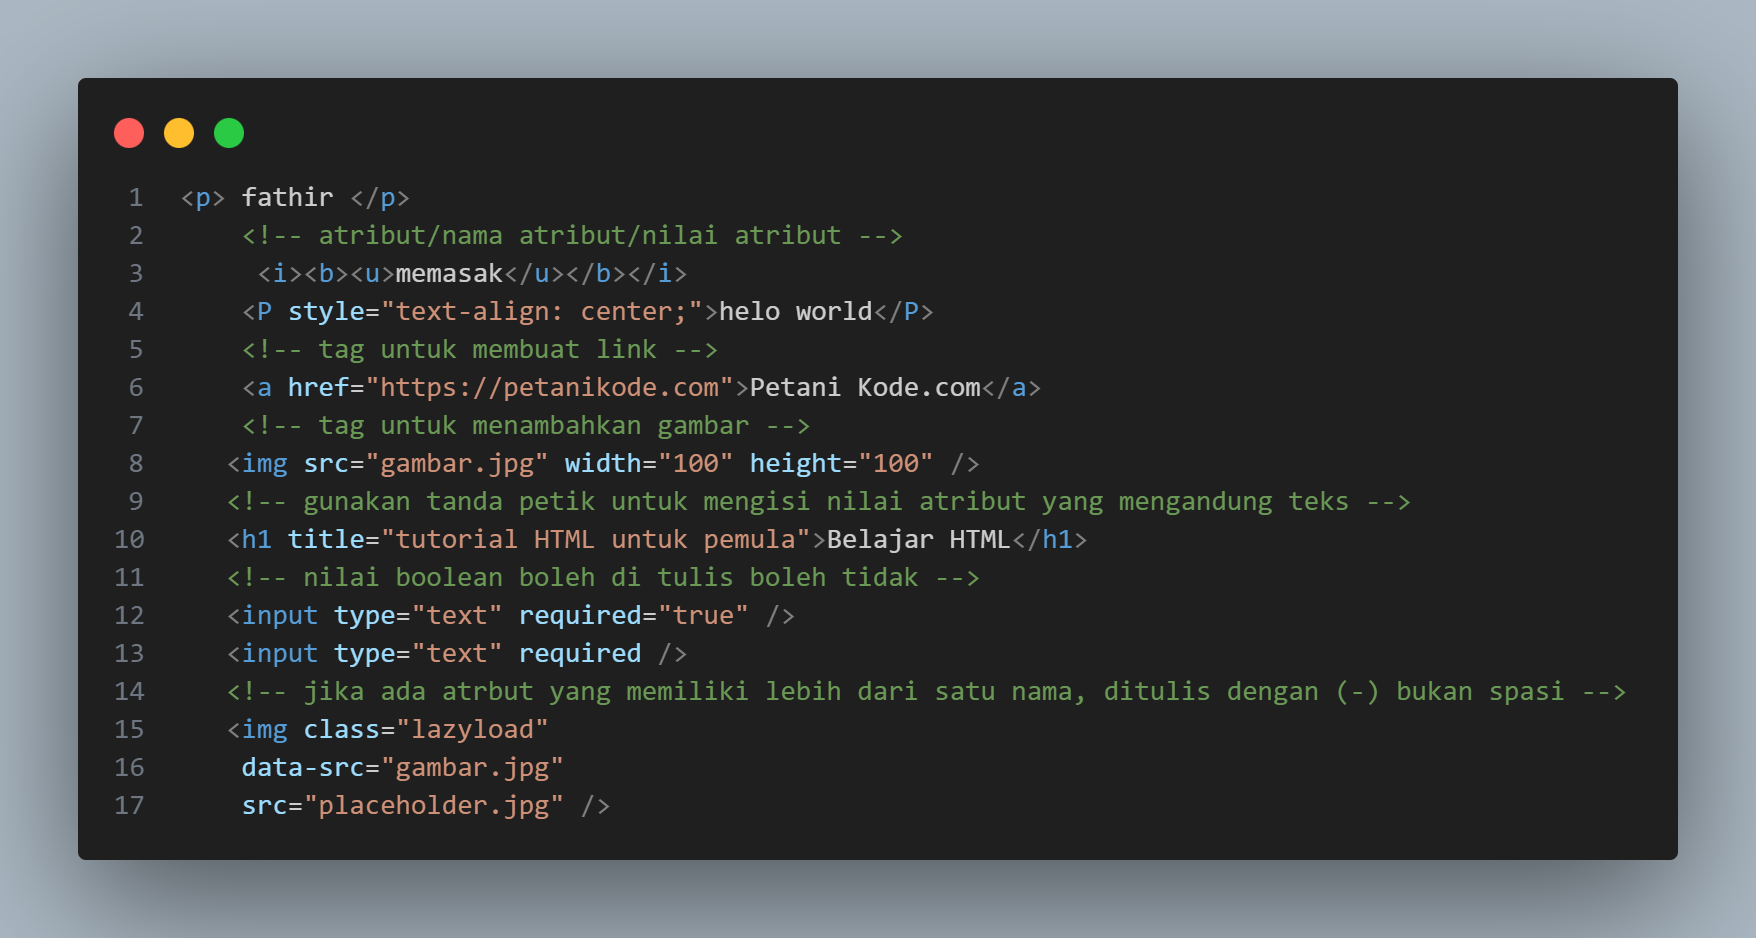 1 <p> fathir </p>
2 <!-- atribut/nama atribut/nilai atribut -->
3 <i><b><u>memasak</u></b></i>
4 <P style="text-align: center;">helo world</P>
5 <!-- tag untuk membuat link -->
6 <a href="https://petanikode.com">Petani Kode.com</a>
7 <!-- tag untuk menambahkan gambar -->
8 <img src="gambar.jpg" width="100" height="100" />
9 <!-- gunakan tanda petik untuk mengisi nilai atribut yang mengandung teks -->
10 <h1 title="tutorial HTML untuk pemula">Belajar HTML</h1>
11 <!-- nilai boolean boleh di tulis boleh tidak -->
12 <input type="text" required="true" />
13 <input type="text" required />
14 <!-- jika ada atrbut yang memiliki lebih dari satu nama, ditulis dengan (-) bukan spasi -->
15 <img class="lazyload"
16 data-src="gambar.jpg"
17 src="placeholder.jpg" />